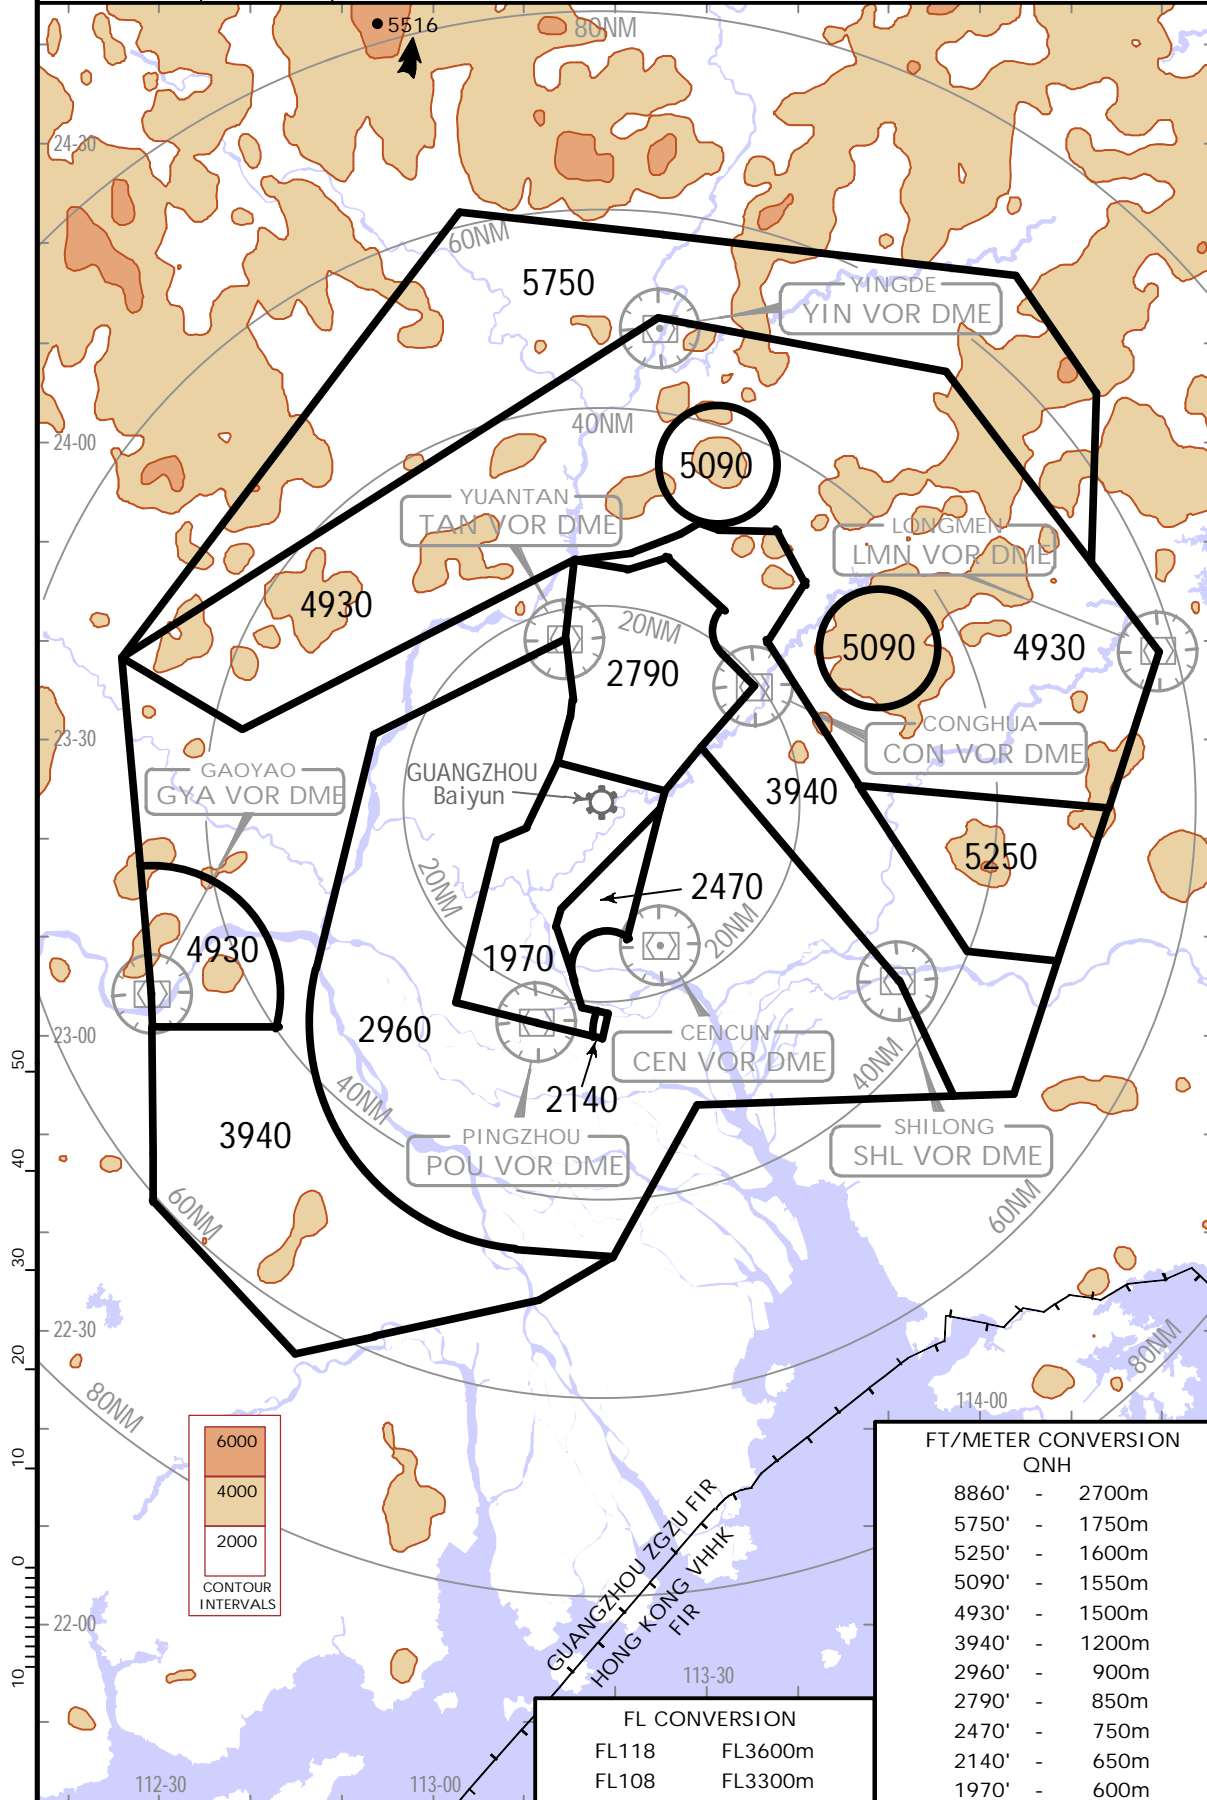 5516
80NM
24-30
60NM
5750
YINGDE
YIN VOR DME
24-00
40NM
5090
YUANTAN
TAN VOR DME
LONGMEN
LMN VOR DME
4930
20NM
2790
5090
4930
23-30
CONGHUA
CON VOR DME
GAOYAO
GYA VOR DME
GUANGZHOU
Baiyun
3940
5250
20NM
2470
20NM
4930
1970
2960
23-00
CENCUN
CEN VOR DME
50
40NM
2140
40NM
3940
PINGZHOU
POU VOR DME
SHILONG
SHL VOR DME
40
60NM
60NM
30
22-30
20
80NM
80NM
114-00
6000
4000
2000
CONTOUR
INTERVALS
10
0
10
22-00
GUANGZHOU ZGZU FIR
HONG KONG VHHK
FIR
113-30
112-30
113-00
FL CONVERSION
FL118 FL3600m
FL108 FL3300m
FT/METER CONVERSION
QNH
8860' - 2700m
5750' - 1750m
5250' - 1600m
5090' - 1550m
4930' - 1500m
3940' - 1200m
2960' - 900m
2790' - 850m
2470' - 750m
2140' - 650m
1970' - 600m